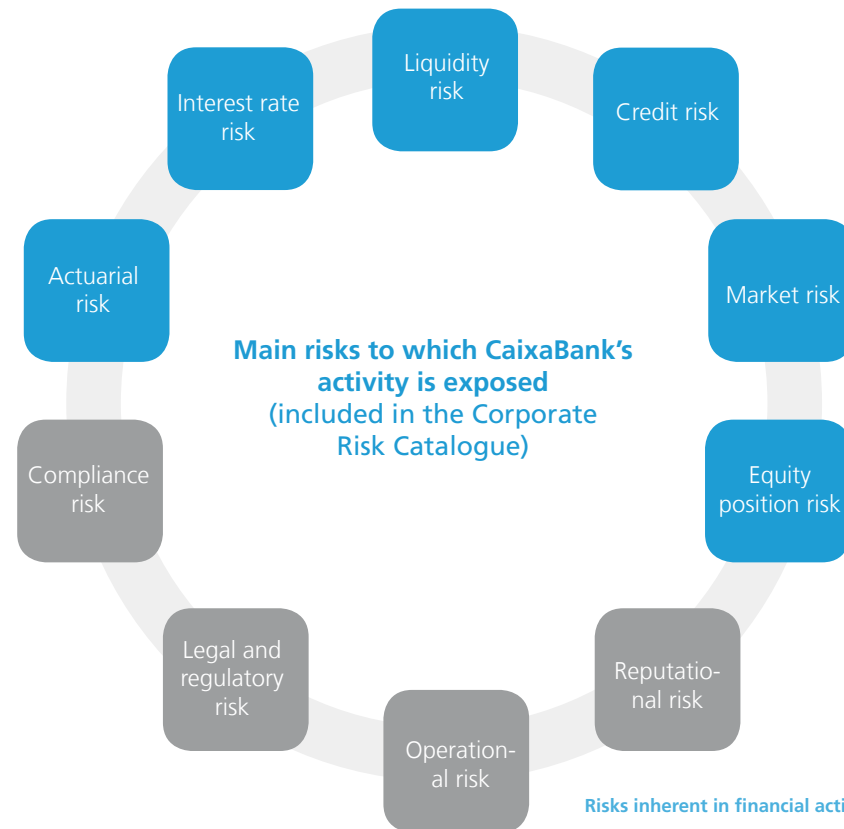 Liquidity
risk
Interest rate
risk
Credit risk
Actuarial
risk
Market risk
Main risks to which CaixaBank's
activity is exposed
(included in the Corporate
Risk Catalogue)
Compliance
risk
Equity
position risk
Legal and
regulatory
risk
Reputatio-
nal risk
Operation-
al risk
Risks inherent in financial